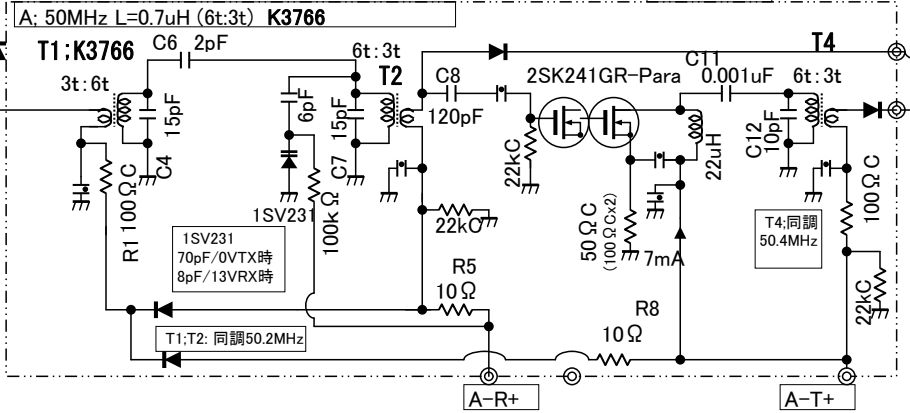 A; 50MHz L=0.7uH (6t:3t) K3766
T1;K3766
C6 2pF
3t:6t
15pF
C4
R1 100ΩC
6t:3t
T2
6pF
15pF
C7
1SV231
100kΩ
C8
120pF
22kC
2SK241GR-Para
22kC
50ΩC
(100ΩCx2)
7mA
22uH
C11
0.001uF
T4
6t:3t
C12
10pF
100ΩC
T4;同調
50.4MHz
22kC
1SV231
70pF/0VTX時
8pF/13VRX時
T1;T2: 同調50.2MHz
R5
10Ω
R8
10Ω
A-R+
A-T+